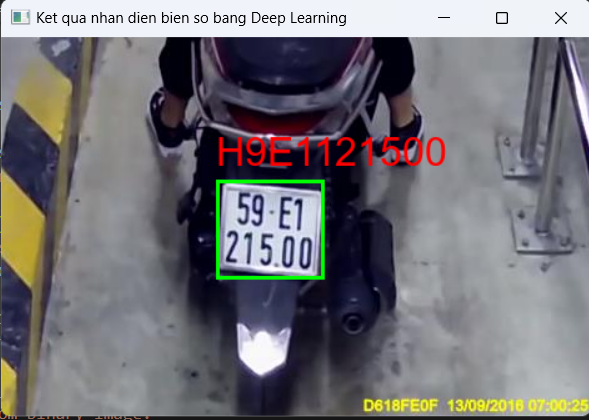 Ket qua nhan dien bien so bang Deep Learning
H9E1121500
59-E1
215.00
D618FE0F 13/09/2016 07:00:25